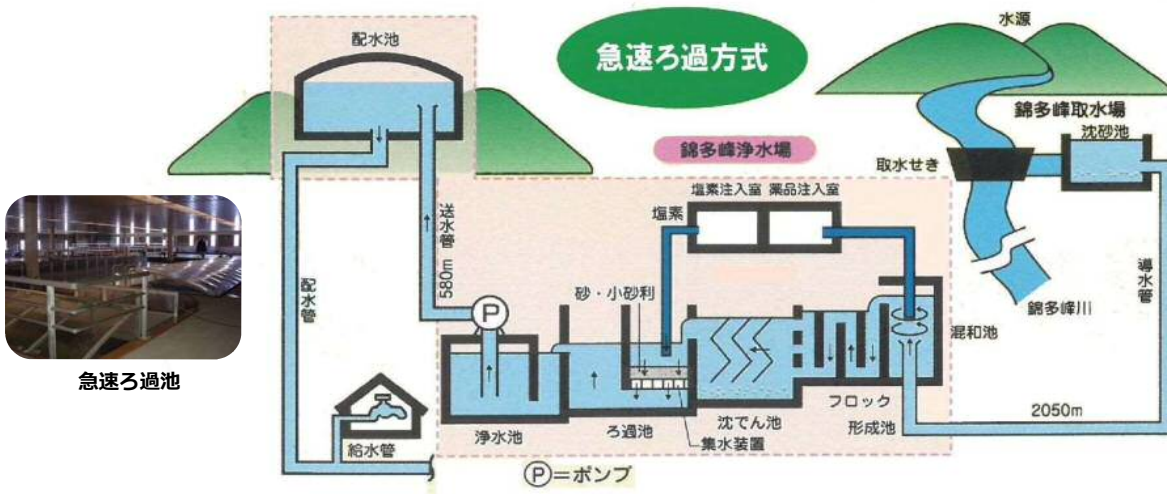 急速ろ過方式
水源
配水池
錦多峰取水場
沈砂池
錦多峰浄水場
取水せき
塩素注入室
薬品注入室
塩素
送水管
580m
配水管
砂・小砂利
導水管
錦多峰川
混和池
P
急速ろ過池
フロック
形成池
2050m
浄水池
ろ過池
沈でん池
集水装置
給水管
P=ポンプ